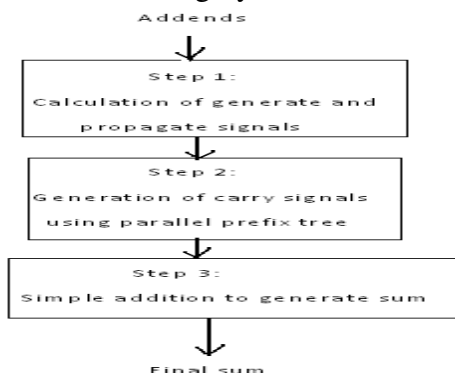 Addends
Step 1:
Calculation of generate and
propagate signals
Step 2:
Generation of carry signals
using parallel prefix tree
Step 3:
Simple addition to generate sum
Final sum